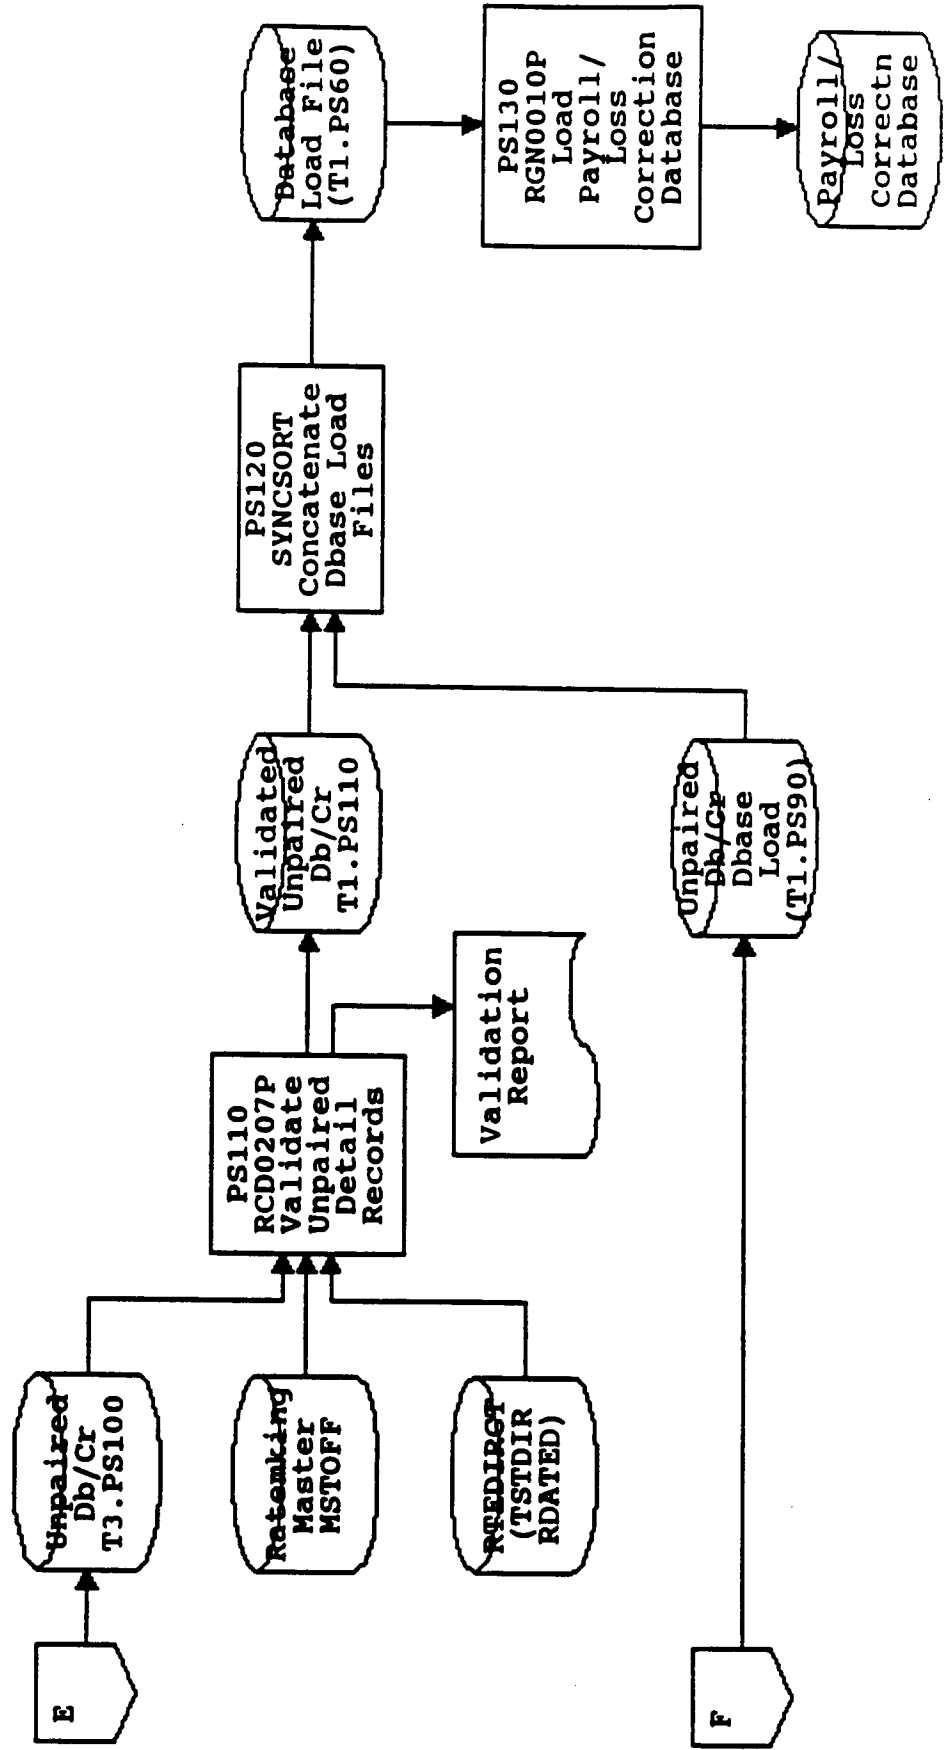 E
Unpaired
Db/Cr
T3.PS100
Ratemking
Master
MSTOFF
RTEDIRCT
(TSTDIR
RDATED)
PS110
RCD0207P
Validate
Unpaired
Detail
Records
Validation
Report
Validated
Unpaired
Db/Cr
T1.PS110
PS120
SYNCSORT
Concatenate
Dbase Load
Files
Database
Load File
(T1.PS60)
PS130
RGN0010P
Load
Payroll/
Loss
Correction
Database
Payroll/
Loss
Correctn
Database
F
Unpaired
Db/Cr
Dbase
Load
(T1.PS90)